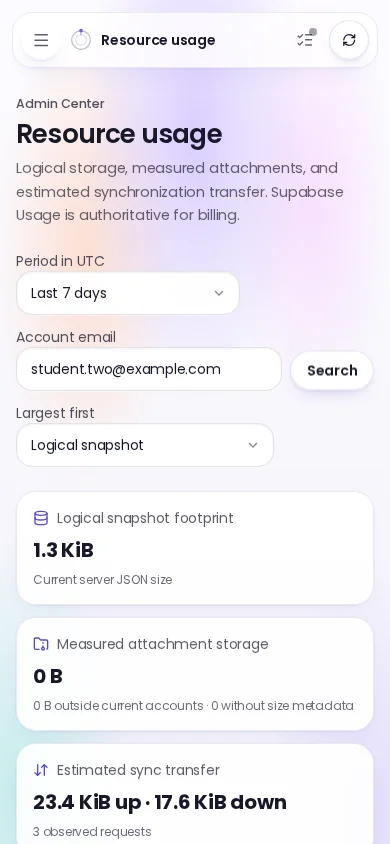 Resource usage
Admin Center
Resource usage
Logical storage, measured attachments, and
estimated synchronization transfer. Supabase
Usage is authoritative for billing.
Period in UTC
Last 7 days
Account email
student.two@example.com
Search
Largest first
Logical snapshot
Logical snapshot footprint
1.3 KiB
Current server JSON size
Measured attachment storage
0 B
0 B outside current accounts · 0 without size metadata
Estimated sync transfer
23.4 KiB up · 17.6 KiB down
3 observed requests